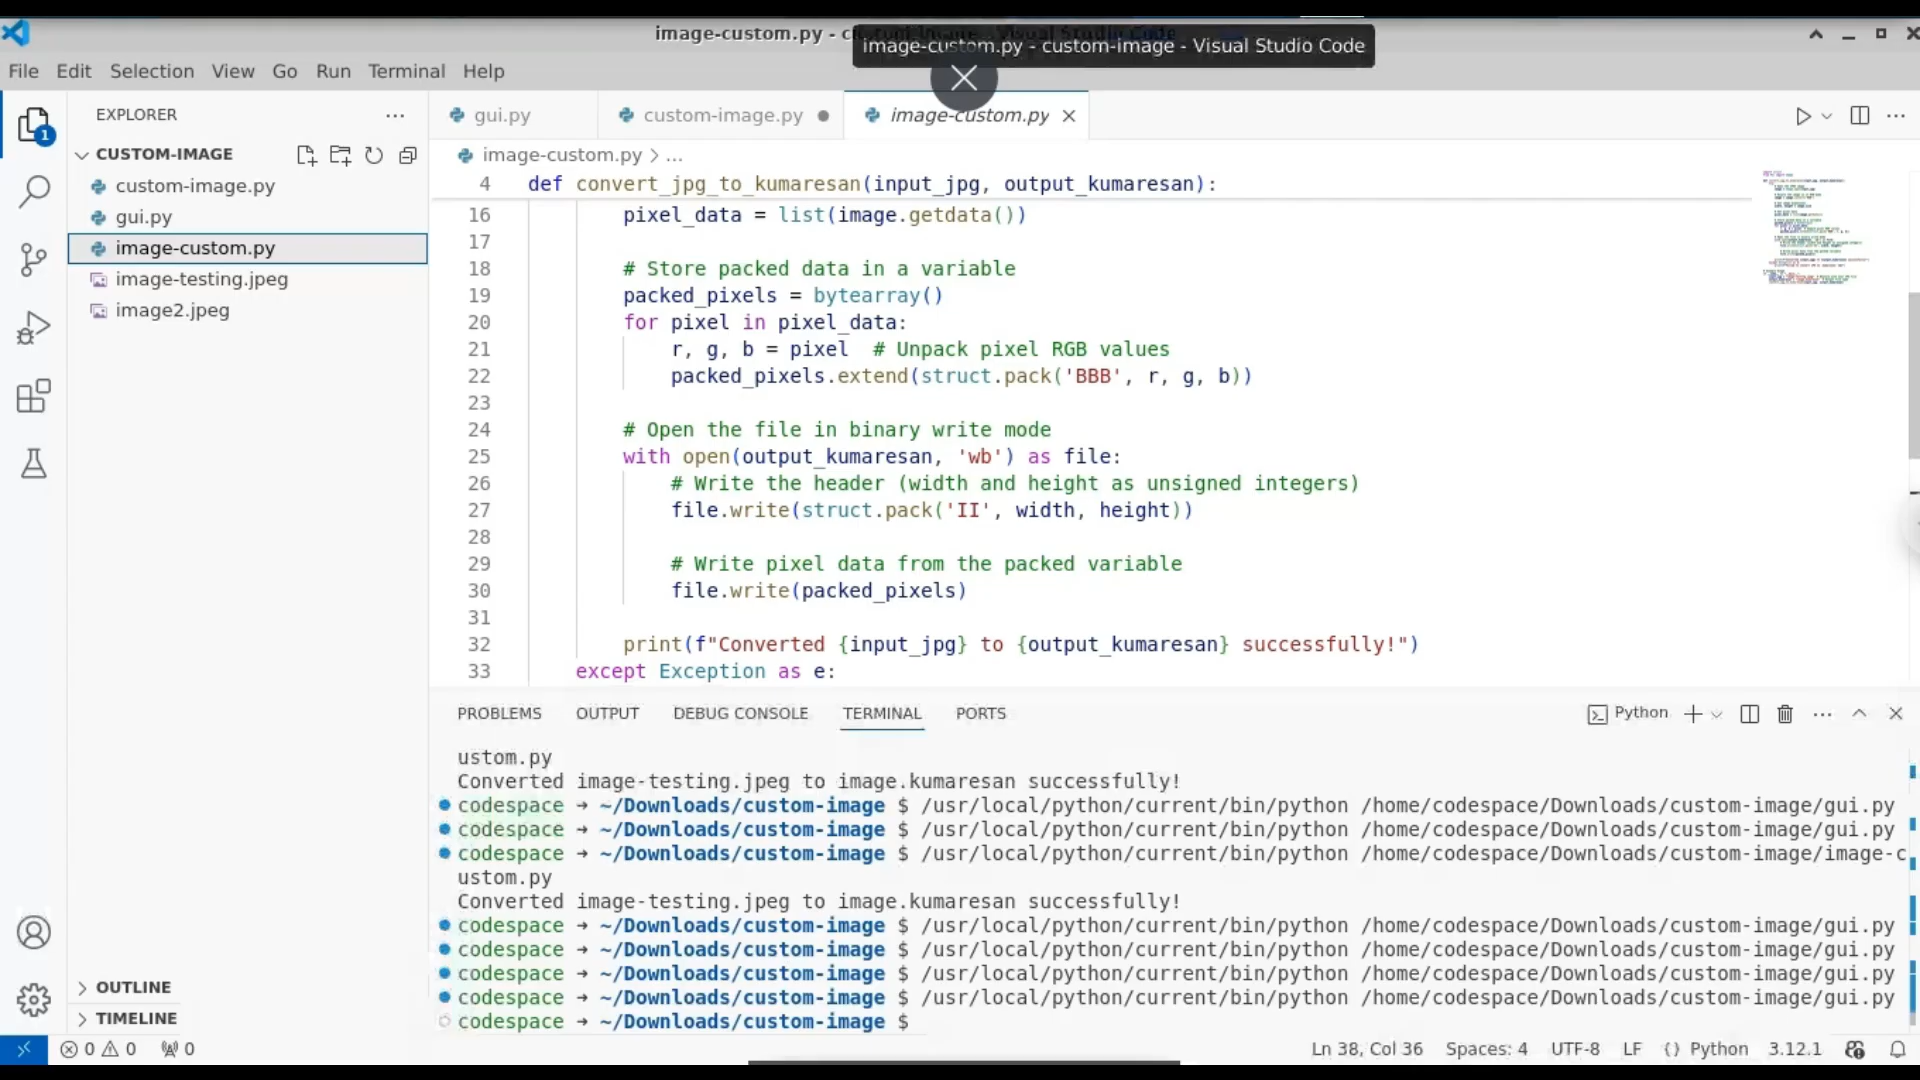 image-custom.py - c
image-custom.py - custom-image - Visual Studio Code
File Edit Selection View Go Run Terminal Help
EXPLORER
CUSTOM-IMAGE
custom-image.py
gui.py
image-custom.py
image-testing.jpeg
image2.jpeg
OUTLINE
TIMELINE
1
gui.py custom-image.py image-custom.py
image-custom.py > ...
4 def convert_jpg_to_kumaresan(input_jpg, output_kumaresan):
16 pixel_data = list(image.getdata())
17
18 # Store packed data in a variable
19 packed_pixels = bytearray()
20 for pixel in pixel_data:
21 r, g, b = pixel # Unpack pixel RGB values
22 packed_pixels.extend(struct.pack('BBB', r, g, b))
23
24 # Open the file in binary write mode
25 with open(output_kumaresan, 'wb') as file:
26 # Write the header (width and height as unsigned integers)
27 file.write(struct.pack('II', width, height))
28
29 # Write pixel data from the packed variable
30 file.write(packed_pixels)
31
32 print(f"Converted {input_jpg} to {output_kumaresan} successfully!")
33 except Exception as e:
PROBLEMS OUTPUT DEBUG CONSOLE TERMINAL PORTS
Python
ustom.py
Converted image-testing.jpeg to image.kumaresan successfully!
codespace → ~/Downloads/custom-image $ /usr/local/python/current/bin/python /home/codespace/Downloads/custom-image/gui.py
codespace → ~/Downloads/custom-image $ /usr/local/python/current/bin/python /home/codespace/Downloads/custom-image/gui.py
codespace → ~/Downloads/custom-image $ /usr/local/python/current/bin/python /home/codespace/Downloads/custom-image/image-c
ustom.py
Converted image-testing.jpeg to image.kumaresan successfully!
codespace → ~/Downloads/custom-image $ /usr/local/python/current/bin/python /home/codespace/Downloads/custom-image/gui.py
codespace → ~/Downloads/custom-image $ /usr/local/python/current/bin/python /home/codespace/Downloads/custom-image/gui.py
codespace → ~/Downloads/custom-image $ /usr/local/python/current/bin/python /home/codespace/Downloads/custom-image/gui.py
codespace → ~/Downloads/custom-image $ /usr/local/python/current/bin/python /home/codespace/Downloads/custom-image/gui.py
codespace → ~/Downloads/custom-image $
0 0 0 Ln 38, Col 36 Spaces: 4 UTF-8 LF {} Python 3.12.1